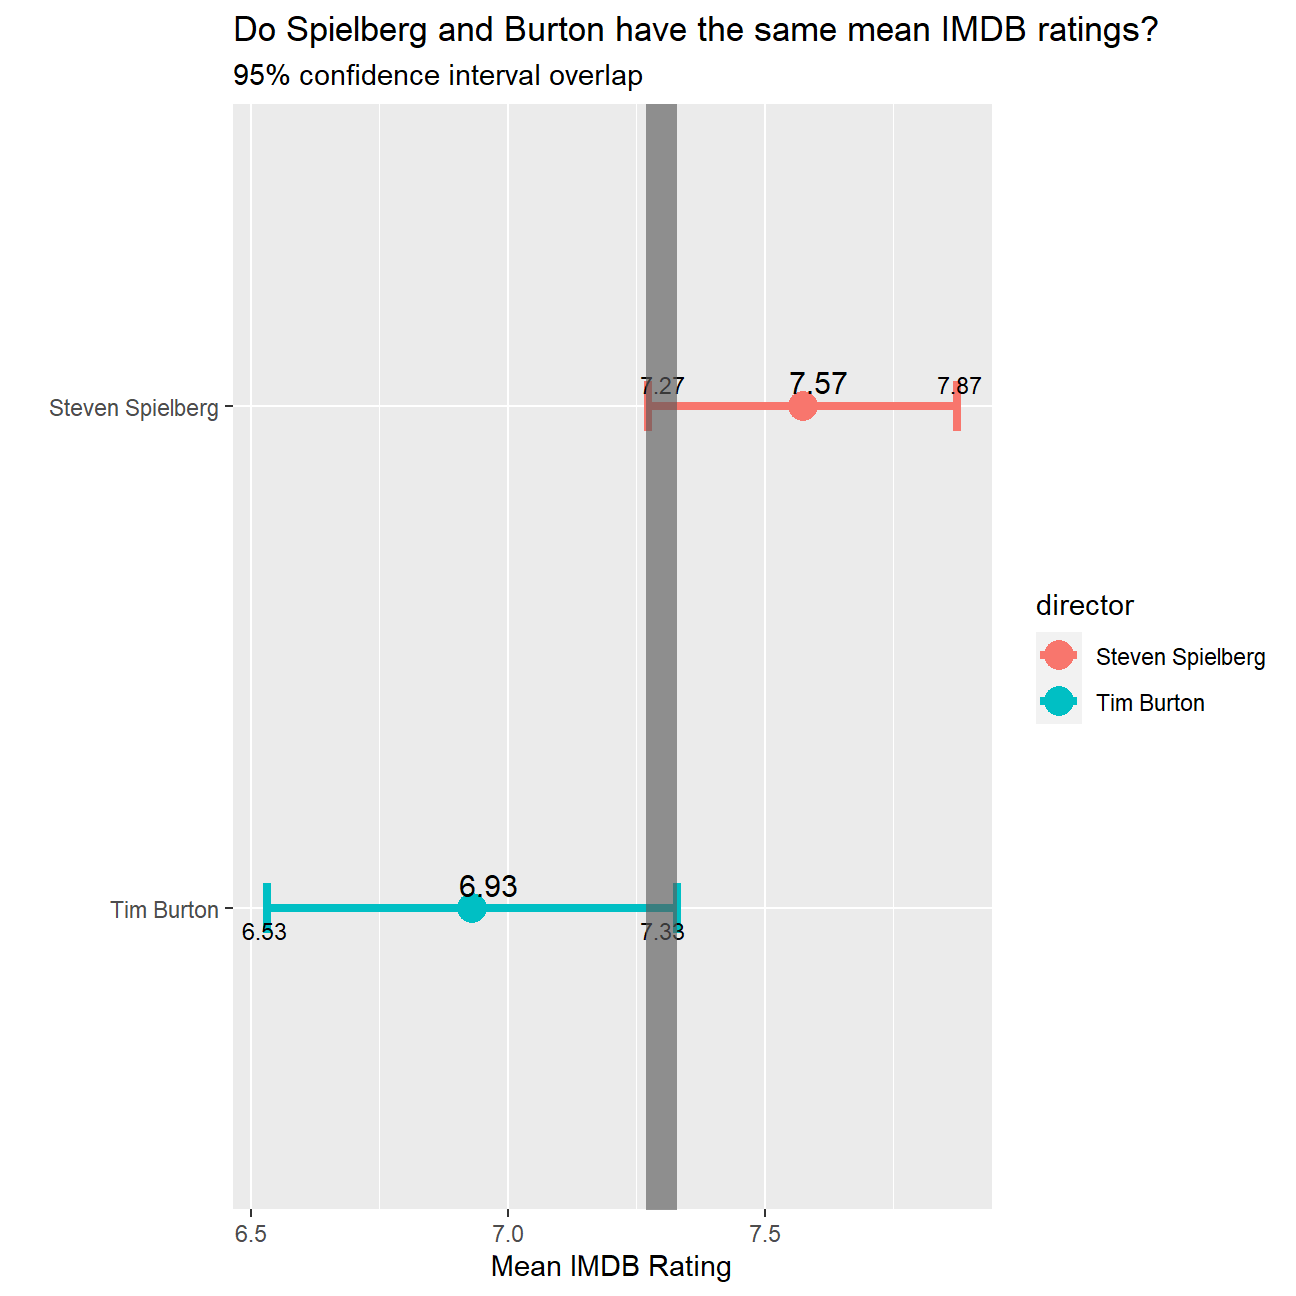 Do Spielberg and Burton have the same mean IMDB ratings?
95% confidence interval overlap
7.27
7.57
7.87
Steven Spielberg
director
Steven Spielberg
Tim Burton
6.93
Tim Burton
6.53
7.33
6.5
7.0
7.5
Mean IMDB Rating